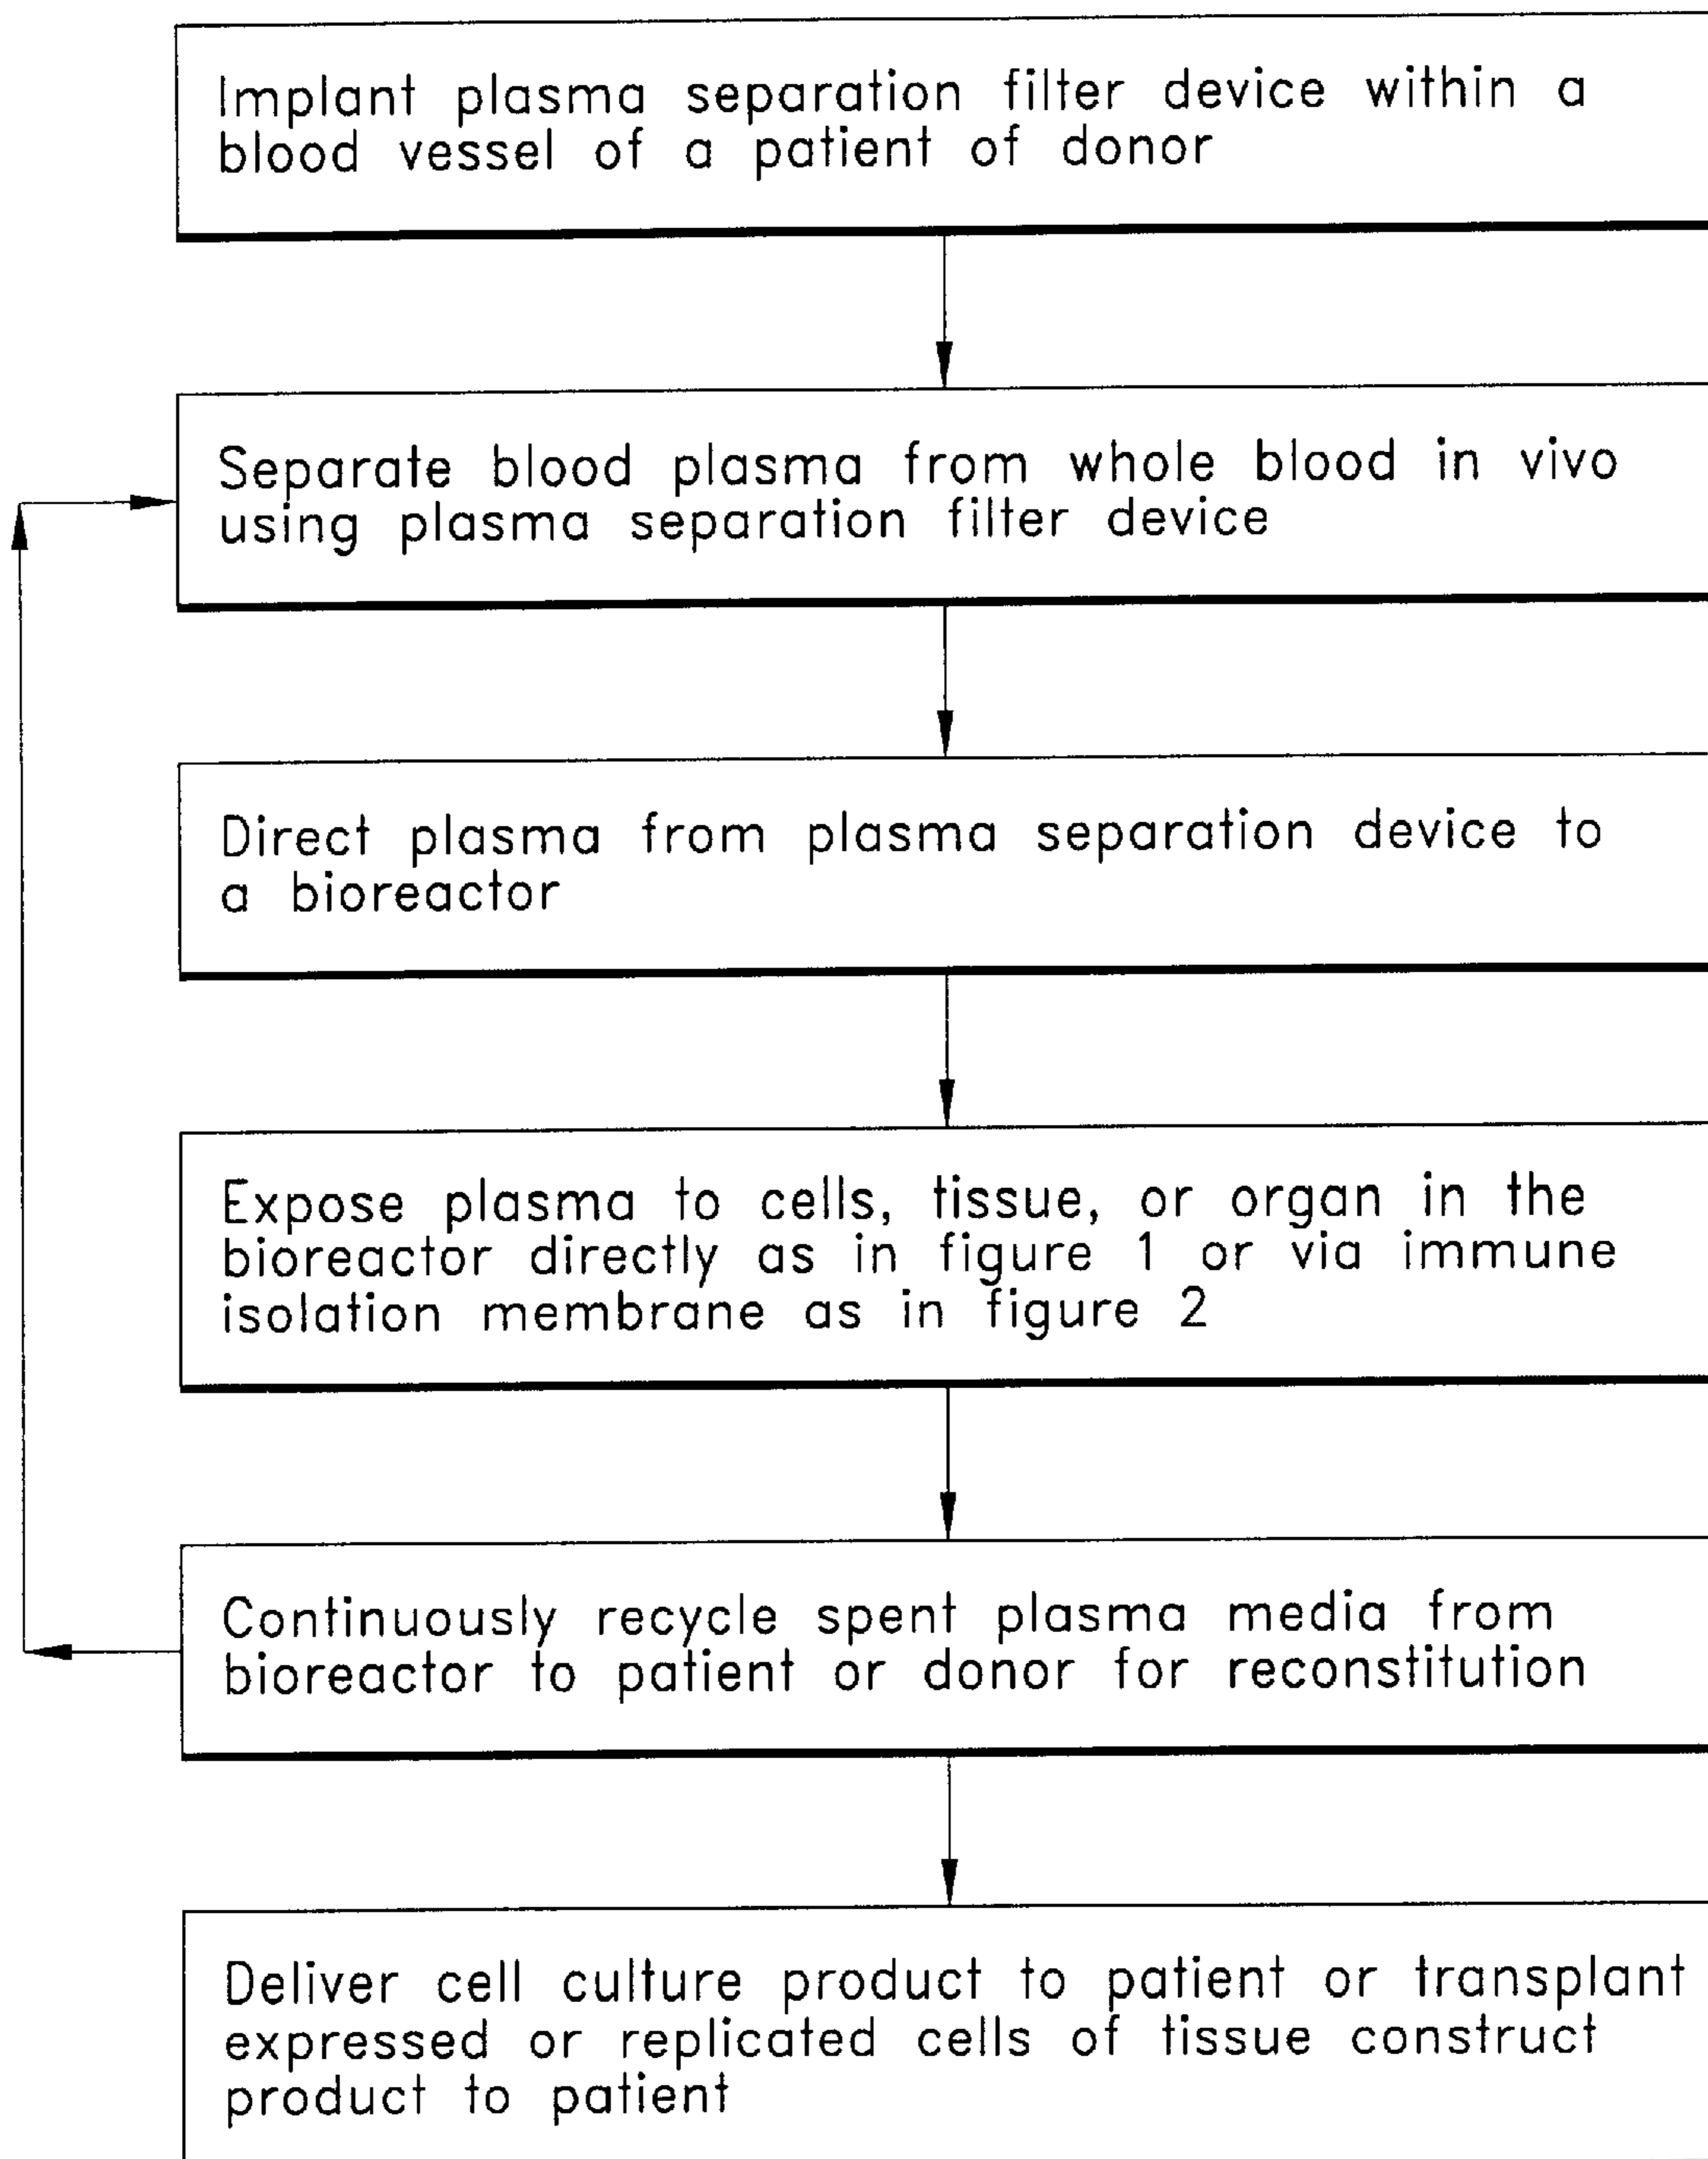 Implant plasma separation filter device within a
blood vessel of a patient of donor
Separate blood plasma from whole blood in vivo
using plasma separation filter device
Direct plasma from plasma separation device to
a bioreactor
Expose plasma to cells, tissue, or organ in the
bioreactor directly as in figure 1 or via immune
isolation membrane as in figure 2
Continuously recycle spent plasma media from
bioreactor to patient or donor for reconstitution
Deliver cell culture product to patient or transplant
expressed or replicated cells of tissue construct
product to patient